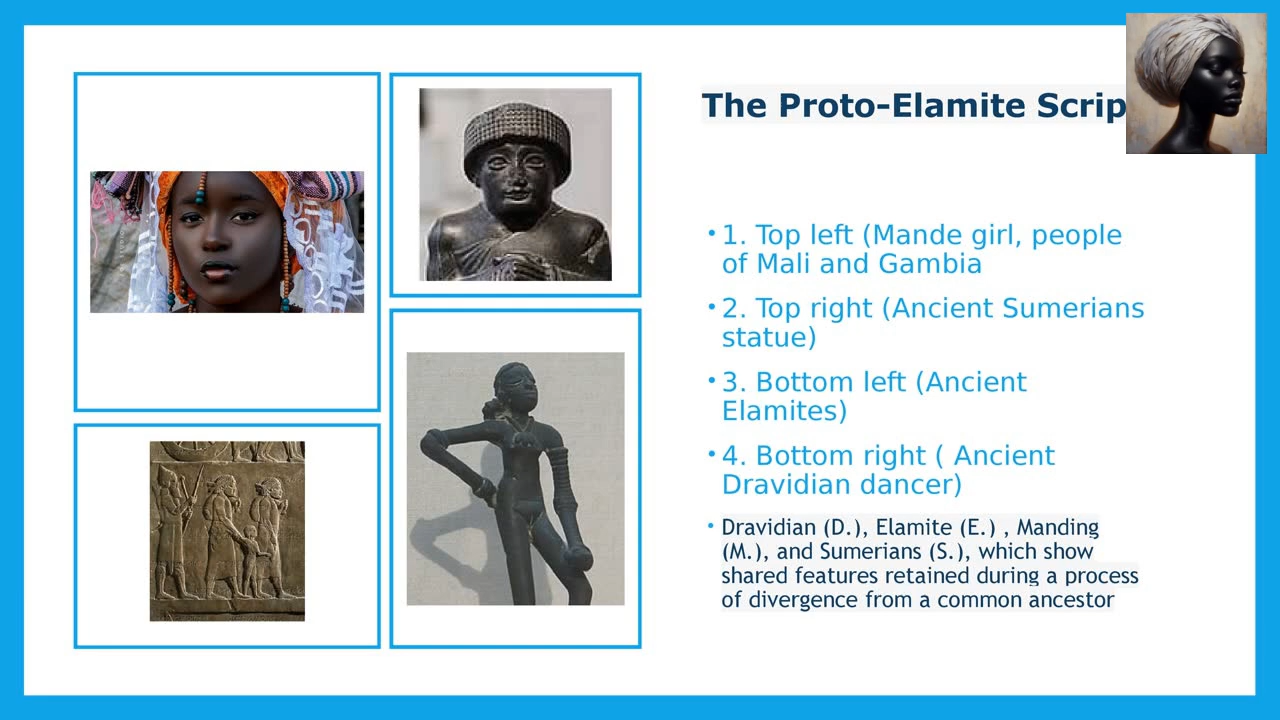 The Proto-Elamite Scrip
• 1. Top left (Mande girl, people
of Mali and Gambia
• 2. Top right (Ancient Sumerians
statue)
• 3. Bottom left (Ancient
Elamites)
• 4. Bottom right ( Ancient
Dravidian dancer)
• Dravidian (D.), Elamite (E.) , Manding
(M.), and Sumerians (S.), which show
shared features retained during a process
of divergence from a common ancestor